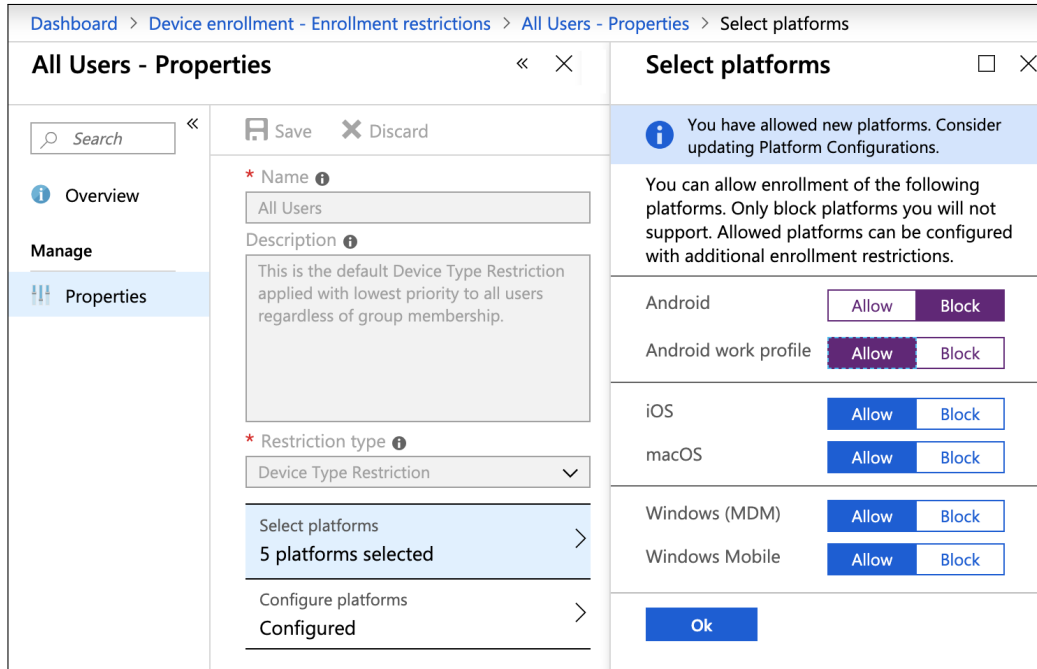 Dashboard > Device enrollment - Enrollment restrictions > All Users - Properties > Select platforms
All Users - Properties
Search
Overview
Manage
Properties
Save Discard
* Name
All Users
Description
This is the default Device Type Restriction
applied with lowest priority to all users
regardless of group membership.
* Restriction type
Device Type Restriction
Select platforms
5 platforms selected
Configure platforms
Configured
Select platforms
You have allowed new platforms. Consider
updating Platform Configurations.
You can allow enrollment of the following
platforms. Only block platforms you will not
support. Allowed platforms can be configured
with additional enrollment restrictions.
Android Allow Block
Android work profile Allow Block
iOS Allow Block
macOS Allow Block
Windows (MDM) Allow Block
Windows Mobile Allow Block
Ok